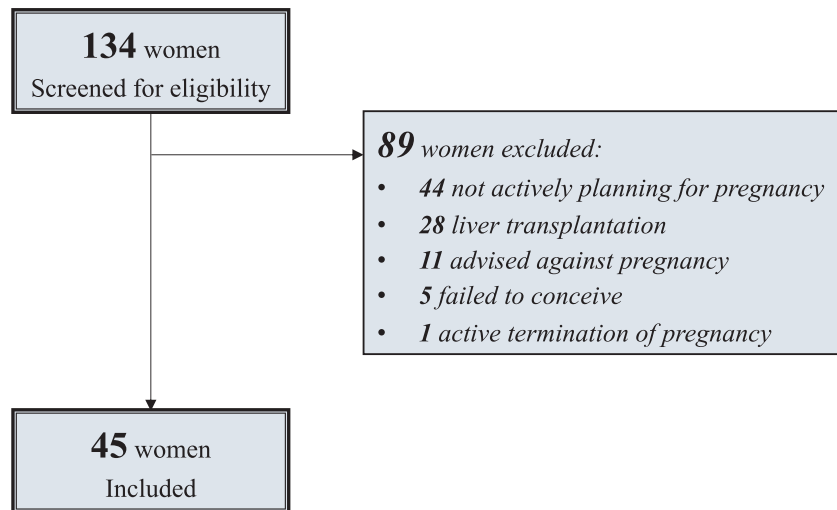 134 women
Screened for eligibility
89 women excluded:
• 44 not actively planning for pregnancy
• 28 liver transplantation
• 11 advised against pregnancy
• 5 failed to conceive
• 1 active termination of pregnancy
45 women
Included